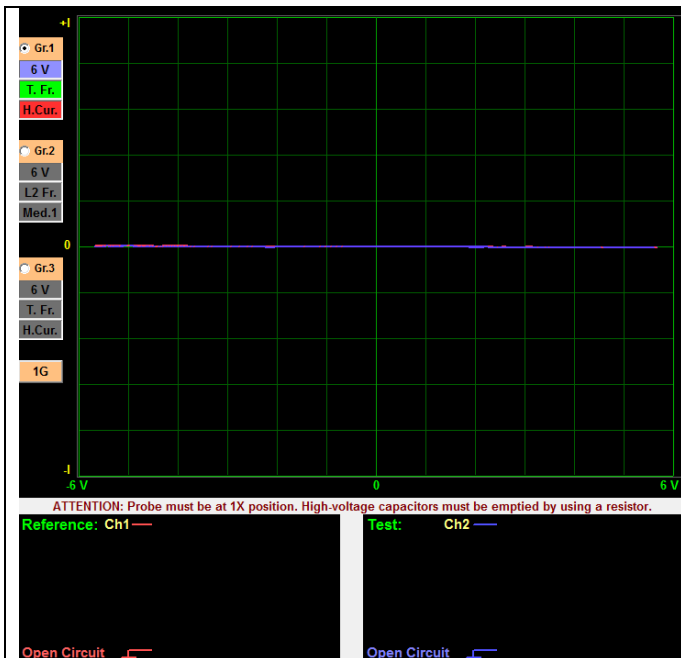 +I
Gr.1
6 V
T. Fr.
H.Cur.
Gr.2
6 V
L2 Fr.
Med.1
0
Gr.3
6 V
T. Fr.
H.Cur.
1G
-I
-6 V 0 6 V
ATTENTION: Probe must be at 1X position. High-voltage capacitors must be emptied by using a resistor.
Reference: Ch1
Test: Ch2
Open Circuit
Open Circuit